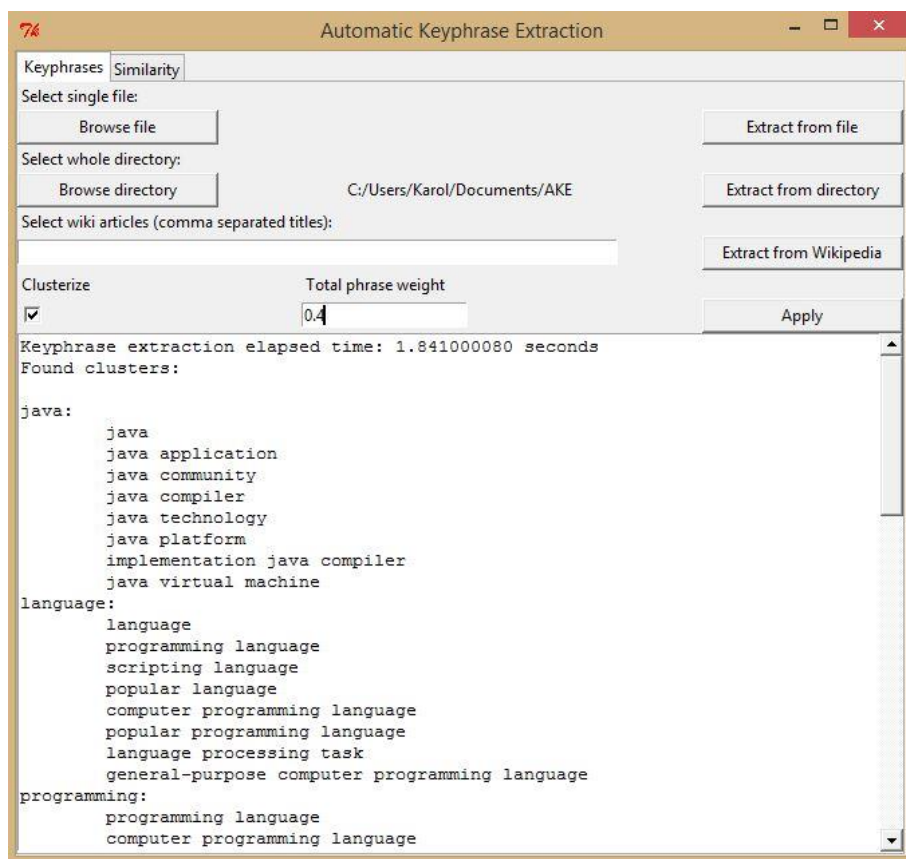 Automatic Keyphrase Extraction
Keyphrases Similarity
Select single file:
Browse file Extract from file
Select whole directory:
Browse directory C:/Users/Karol/Documents/AKE Extract from directory
Select wiki articles (comma separated titles):
Extract from Wikipedia
Clusterize Total phrase weight
0.4 Apply
Keyphrase extraction elapsed time: 1.841000080 seconds
Found clusters:
java:
java
java application
java community
java compiler
java technology
java platform
implementation java compiler
java virtual machine
language:
language
programming language
scripting language
popular language
computer programming language
popular programming language
language processing task
general-purpose computer programming language
programming:
programming language
computer programming language